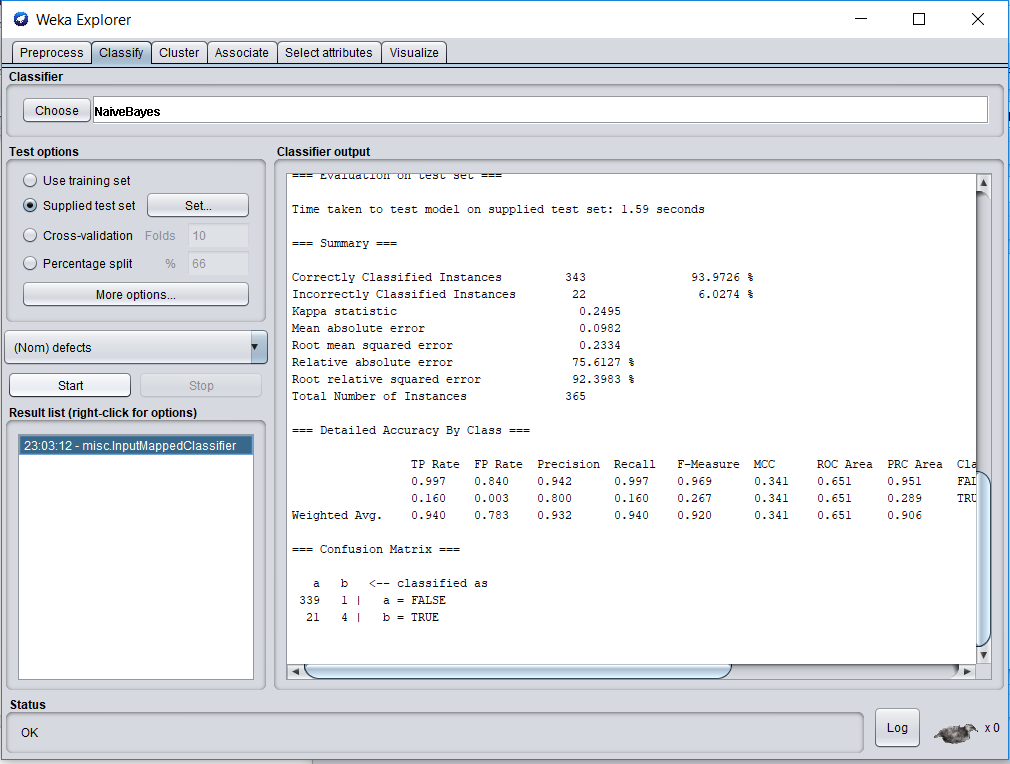 Weka Explorer
Preprocess Classify Cluster Associate Select attributes Visualize
Classifier
Choose NaiveBayes
Test options
Use training set
Supplied test set Set...
Cross-validation Folds 10
Percentage split % 66
More options...
(Nom) defects
Start Stop
Result list (right-click for options)
23:03:12 - misc.InputMappedClassifier
Classifier output
=== Evaluation on test set ===
Time taken to test model on supplied test set: 1.59 seconds
=== Summary ===
Correctly Classified Instances 343 93.9726 %
Incorrectly Classified Instances 22 6.0274 %
Kappa statistic 0.2495
Mean absolute error 0.0982
Root mean squared error 0.2334
Relative absolute error 75.6127 %
Root relative squared error 92.3983 %
Total Number of Instances 365
=== Detailed Accuracy By Class ===
TP Rate FP Rate Precision Recall F-Measure MCC ROC Area PRC Area Cla
0.997 0.840 0.942 0.997 0.969 0.341 0.651 0.951 FAL
0.160 0.003 0.800 0.160 0.267 0.341 0.651 0.289 TRU
Weighted Avg. 0.940 0.783 0.932 0.940 0.920 0.341 0.651 0.906
=== Confusion Matrix ===
a b <-- classified as
339 1 | a = FALSE
21 4 | b = TRUE
Status
OK
Log x 0